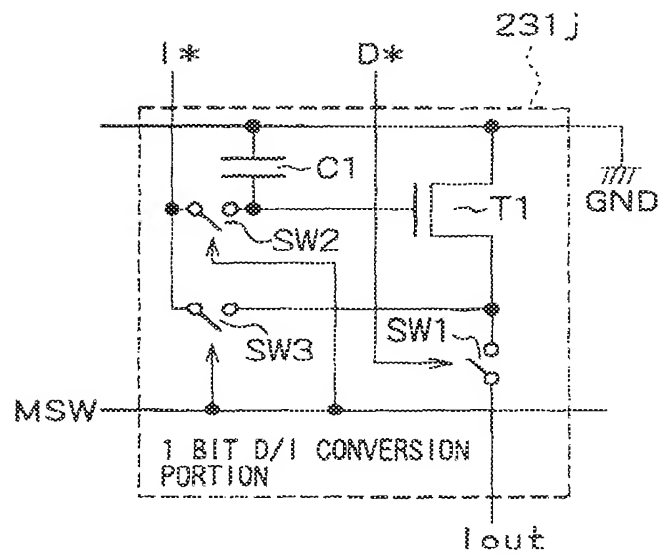 231j
I* D*
C1
GND
T1
SW2
SW1
SW3
MSW
1 BIT D/I CONVERSION
PORTION
Iout